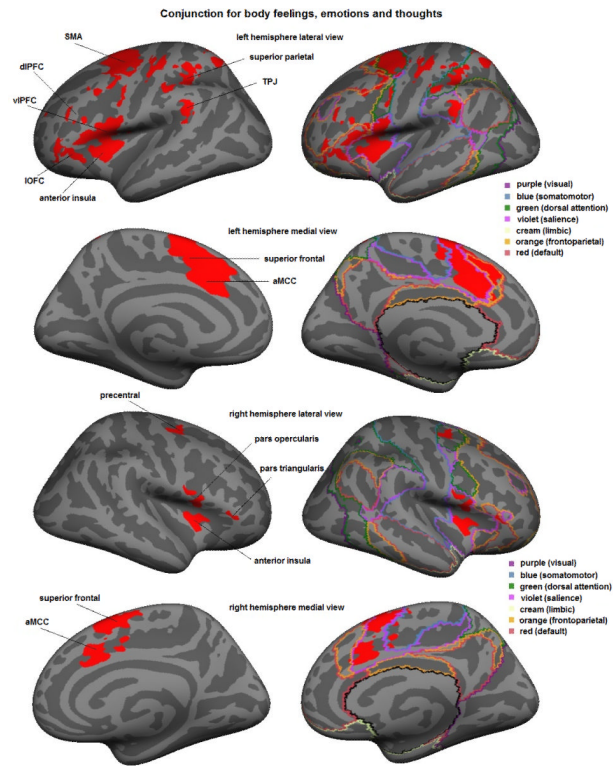 Conjunction for body feelings, emotions and thoughts
SMA
left hemisphere lateral view
superior parietal
dlPFC
TPJ
vlPFC
lOFC
anterior insula
purple (visual)
blue (somatomotor)
green (dorsal attention)
violet (salience)
cream (limbic)
orange (frontoparietal)
red (default)
left hemisphere medial view
superior frontal
aMCC
precentral
right hemisphere lateral view
pars opercularis
pars triangularis
anterior insula
purple (visual)
blue (somatomotor)
green (dorsal attention)
violet (salience)
cream (limbic)
orange (frontoparietal)
red (default)
superior frontal
right hemisphere medial view
aMCC